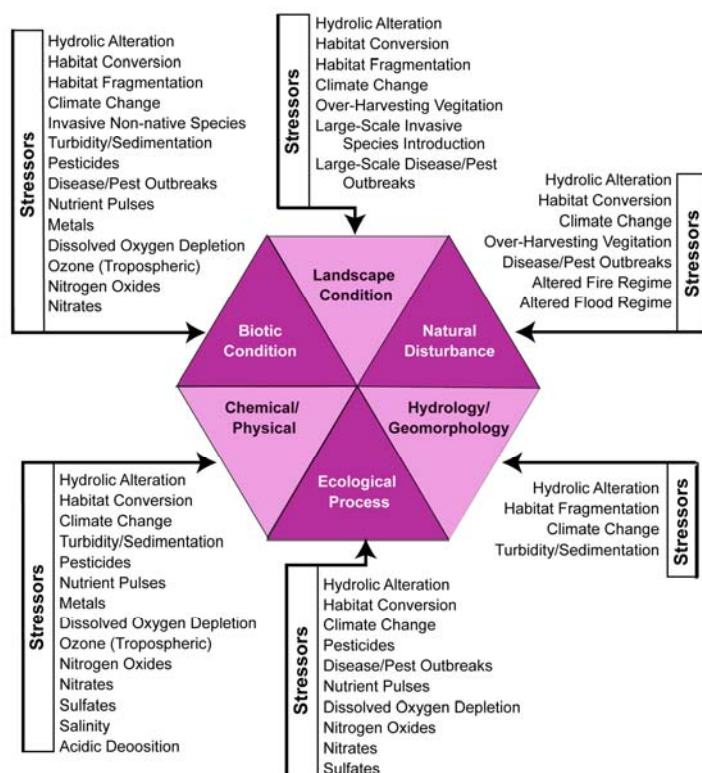 Stressors
Hydrolic Alteration
Habitat Conversion
Habitat Fragmentation
Climate Change
Invasive Non-native Species
Turbidity/Sedimentation
Pesticides
Disease/Pest Outbreaks
Nutrient Pulses
Metals
Dissolved Oxygen Depletion
Ozone (Tropospheric)
Nitrogen Oxides
Nitrates
Stressors
Hydrolic Alteration
Habitat Conversion
Habitat Fragmentation
Climate Change
Over-Harvesting Vegitation
Large-Scale Invasive
Species Introduction
Large-Scale Disease/Pest
Outbreaks
Hydrolic Alteration
Habitat Conversion
Climate Change
Over-Harvesting Vegitation
Disease/Pest Outbreaks
Altered Fire Regime
Altered Flood Regime
Stressors
Landscape
Condition
Biotic
Condition
Natural
Disturbance
Chemical/
Physical
Hydrology/
Geomorphology
Ecological
Process
Stressors
Hydrolic Alteration
Habitat Conversion
Climate Change
Turbidity/Sedimentation
Pesticides
Nutrient Pulses
Metals
Dissolved Oxygen Depletion
Ozone (Tropospheric)
Nitrogen Oxides
Nitrates
Sulfates
Salinity
Acidic Deoosition
Stressors
Hydrolic Alteration
Habitat Conversion
Climate Change
Pesticides
Disease/Pest Outbreaks
Nutrient Pulses
Dissolved Oxygen Depletion
Nitrogen Oxides
Nitrates
Sulfates
Hydrolic Alteration
Habitat Fragmentation
Climate Change
Turbidity/Sedimentation
Stressors